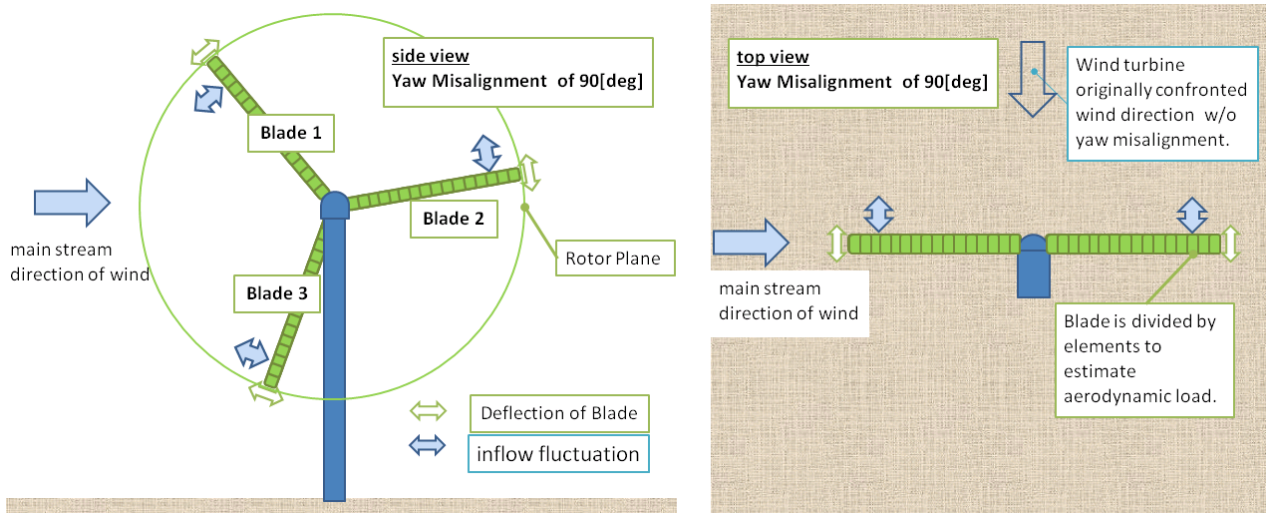 side view
Yaw Misalignment of 90[deg]
Blade 1
Blade 2
Blade 3
main stream
direction of wind
Rotor Plane
Deflection of Blade
inflow fluctuation
top view
Yaw Misalignment of 90[deg]
Wind turbine
originally confronted
wind direction w/o
yaw misalignment.
main stream
direction of wind
Blade is divided by
elements to
estimate
aerodynamic load.